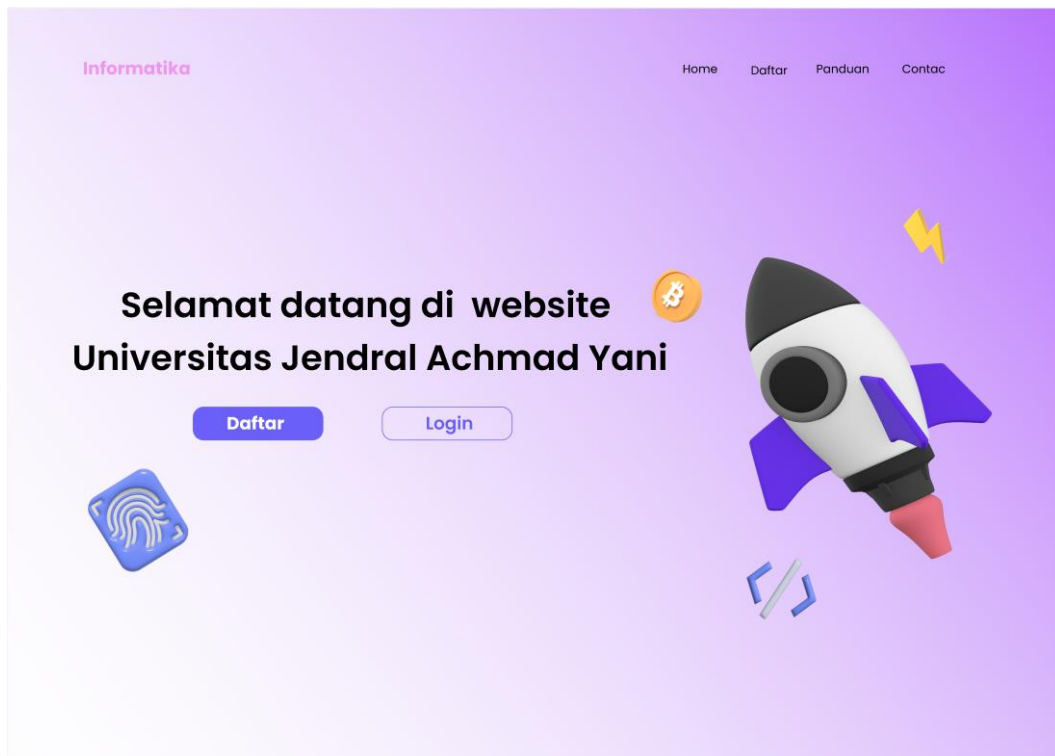 Informatika
Home Daftar Panduan Contac
Selamat datang di website
Universitas Jendral Achmad Yani
Daftar Login